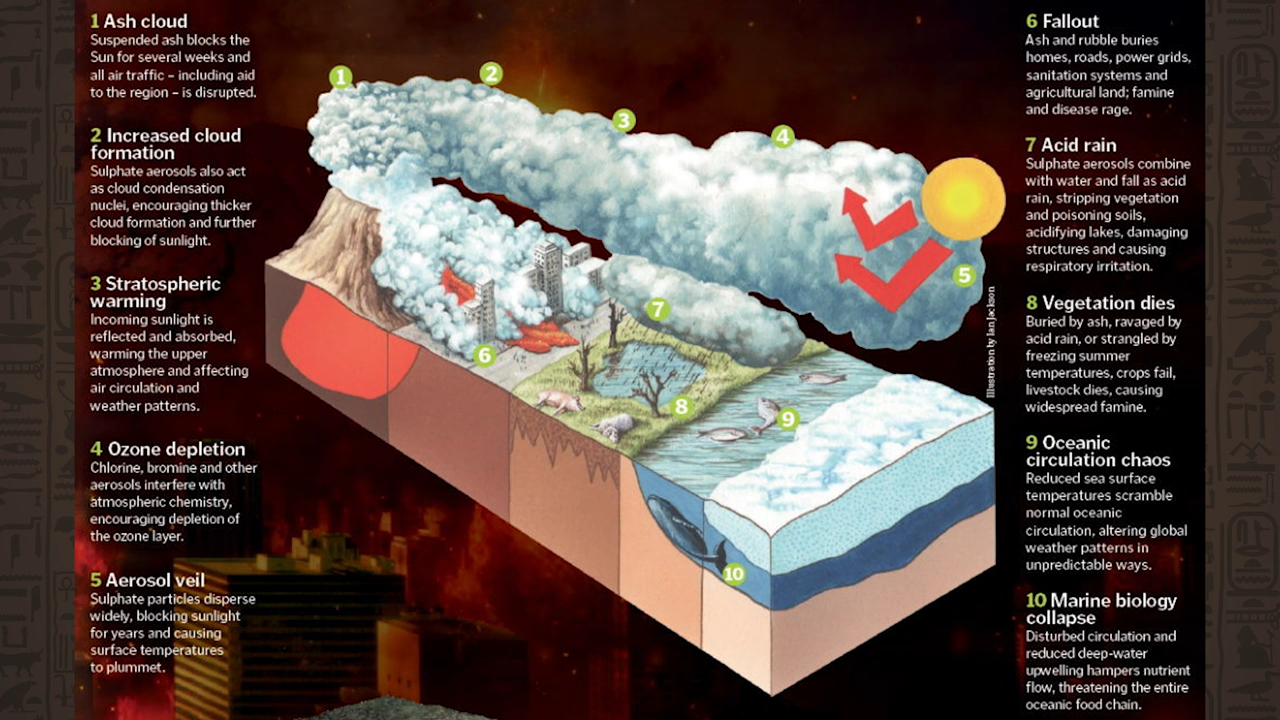 1 Ash cloud
Suspended ash blocks the
Sun for several weeks and
all air traffic – including aid
to the region – is disrupted.
2 Increased cloud
formation
Sulphate aerosols also act
as cloud condensation
nuclei, encouraging thicker
cloud formation and further
blocking of sunlight.
3 Stratospheric
warming
Incoming sunlight is
reflected and absorbed,
warming the upper
atmosphere and affecting
air circulation and
weather patterns.
4 Ozone depletion
Chlorine, bromine and other
aerosols interfere with
atmospheric chemistry,
encouraging depletion of
the ozone layer.
5 Aerosol veil
Sulphate particles disperse
widely, blocking sunlight
for years and causing
surface temperatures
to plummet.
1
2
3
4
5
6
7
8
9
10
Illustration by Ian Jackson
6 Fallout
Ash and rubble buries
homes, roads, power grids,
sanitation systems and
agricultural land; famine
and disease rage.
7 Acid rain
Sulphate aerosols combine
with water and fall as acid
rain, stripping vegetation
and poisoning soils,
acidifying lakes, damaging
structures and causing
respiratory irritation.
8 Vegetation dies
Buried by ash, ravaged by
acid rain, or strangled by
freezing summer
temperatures, crops fail,
livestock dies, causing
widespread famine.
9 Oceanic
circulation chaos
Reduced sea surface
temperatures scramble
normal oceanic
circulation, altering global
weather patterns in
unpredictable ways.
10 Marine biology
collapse
Disturbed circulation and
reduced deep-water
upwelling hampers nutrient
flow, threatening the entire
oceanic food chain.